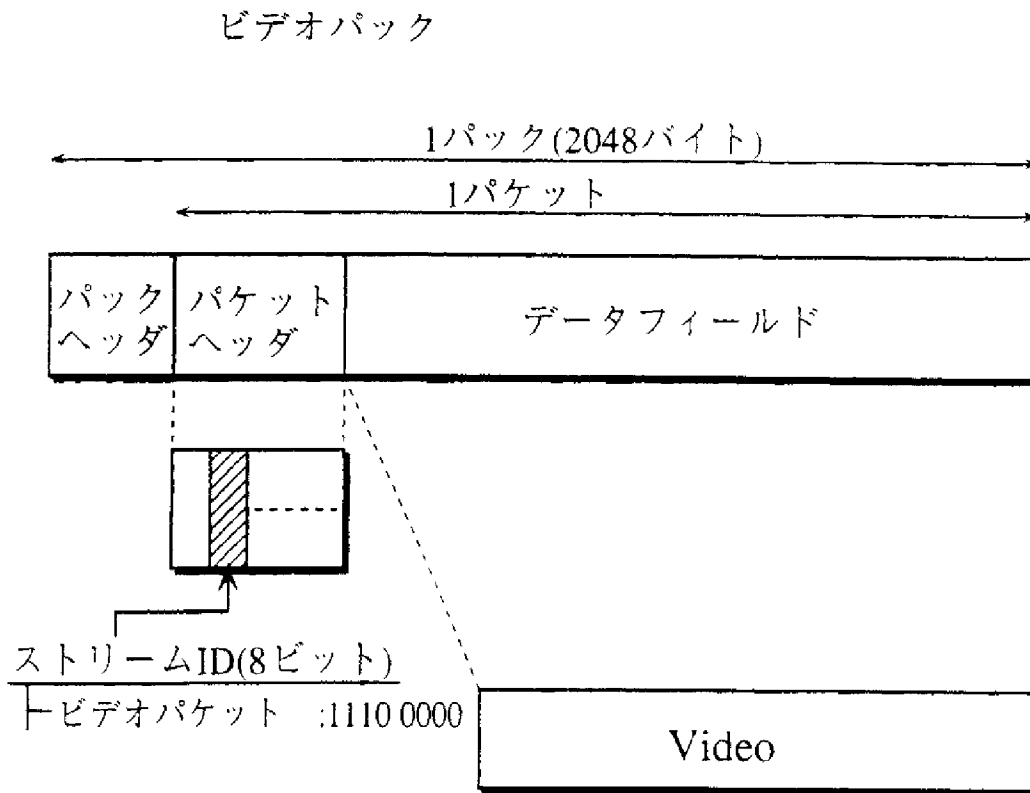 ビデオパック
1パック(2048バイト)
1パケット
パック
ヘッダ
パケット
ヘッダ
データフィールド
ストリームID(8ビット)
ビデオパケット :1110 0000
Video